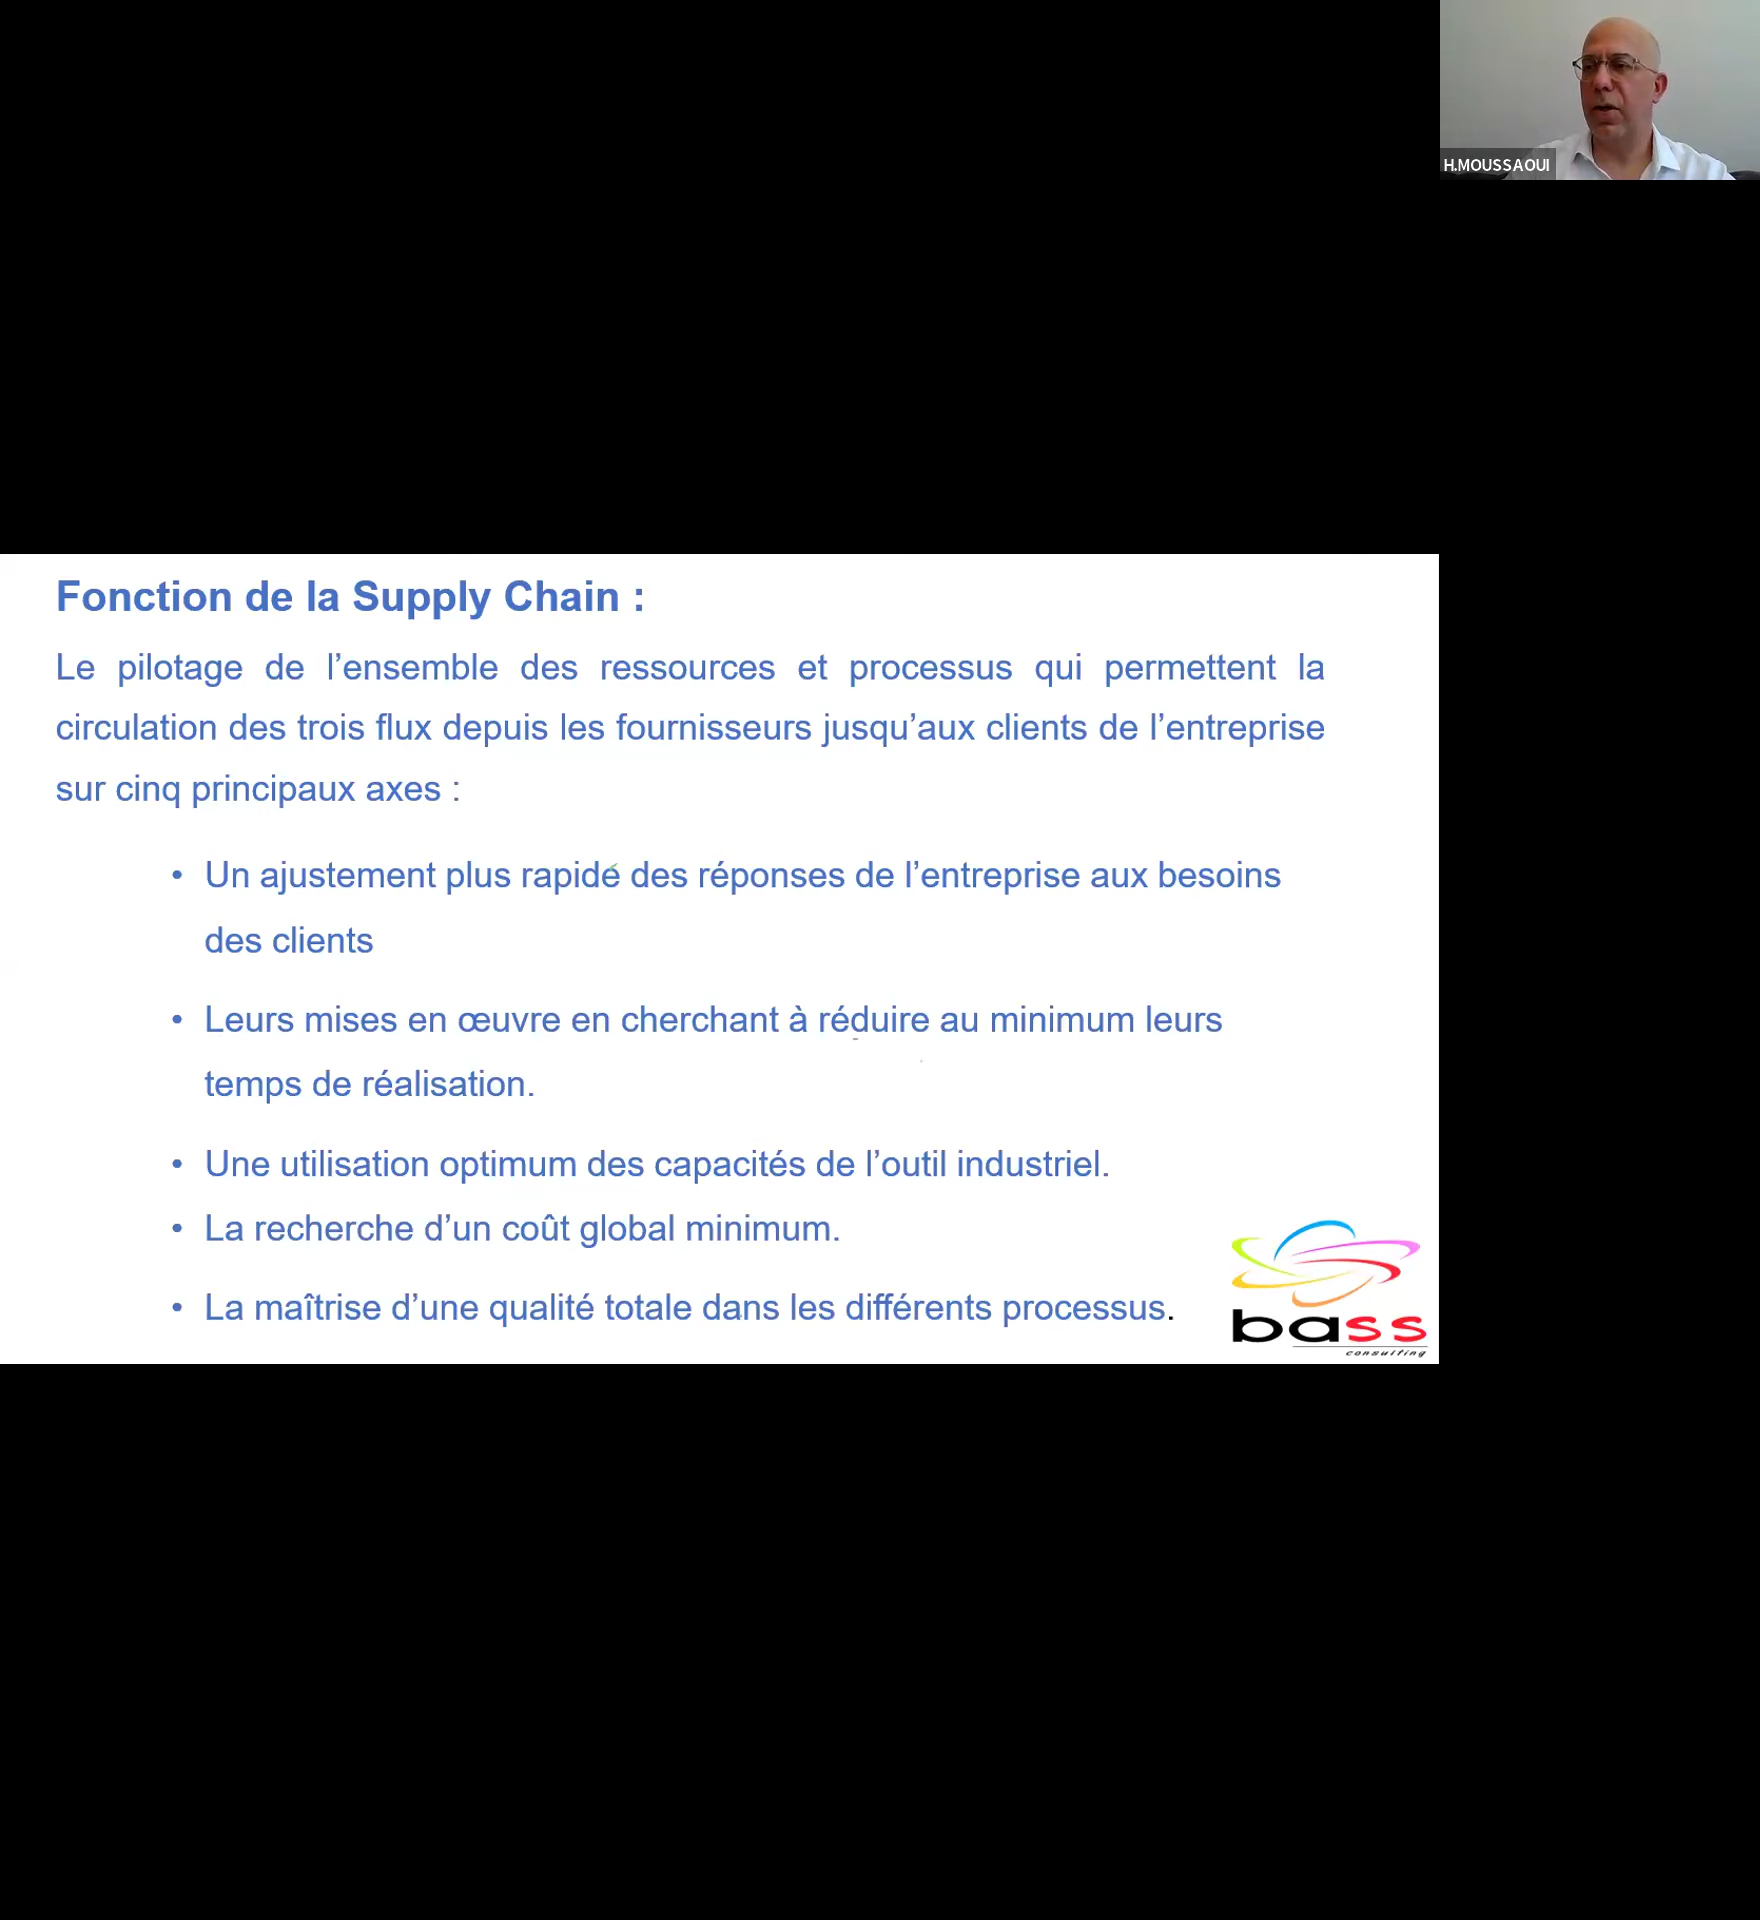 H.MOUSSAOUI
Fonction de la Supply Chain :
Le pilotage de l’ensemble des ressources et processus qui permettent la
circulation des trois flux depuis les fournisseurs jusqu’aux clients de l’entreprise
sur cinq principaux axes :
• Un ajustement plus rapide des réponses de l’entreprise aux besoins
des clients
• Leurs mises en œuvre en cherchant à réduire au minimum leurs
temps de réalisation.
• Une utilisation optimum des capacités de l’outil industriel.
• La recherche d’un coût global minimum.
• La maîtrise d’une qualité totale dans les différents processus.
bass
consulting